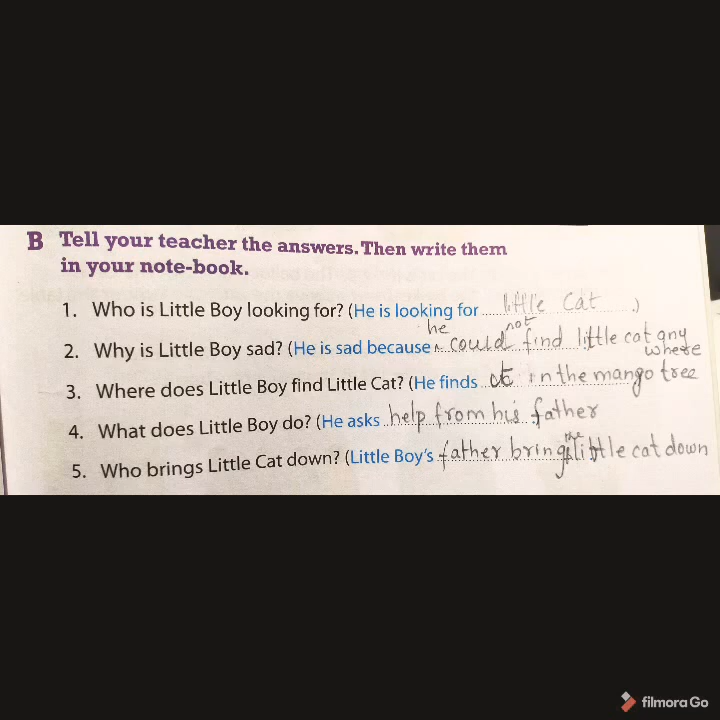 B Tell your teacher the answers. Then write them
in your note-book.
1. Who is Little Boy looking for? (He is looking for little Cat .)
2. Why is Little Boy sad? (He is sad because he could not find little cat any
where
3. Where does Little Boy find Little Cat? (He finds in the mango tree
4. What does Little Boy do? (He asks help from his father
5. Who brings Little Cat down? (Little Boy's father brings the little cat down
filmoraGo